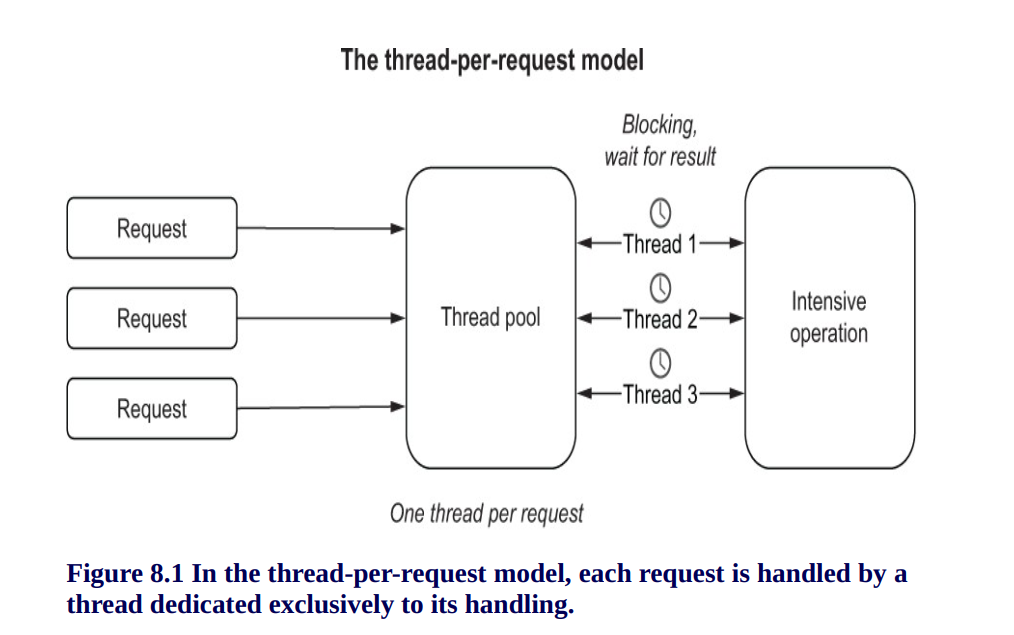 The thread-per-request model
Blocking,
wait for result
Request
Request
Request
Thread pool
Thread 1
Thread 2
Thread 3
Intensive
operation
One thread per request
Figure 8.1 In the thread-per-request model, each request is handled by a
thread dedicated exclusively to its handling.